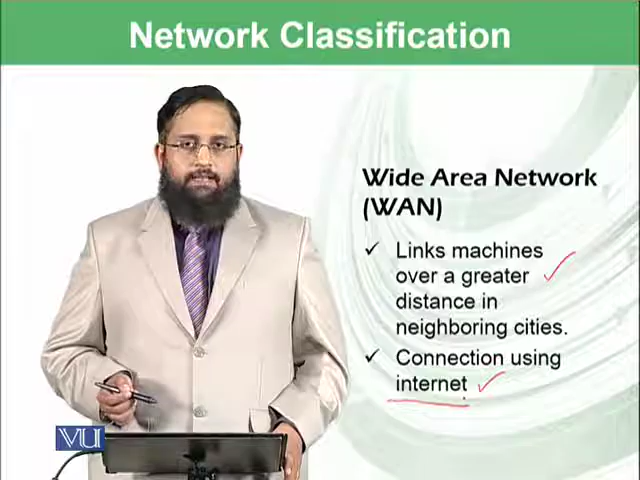 Network Classification
Wide Area Network
(WAN)
Links machines
over a greater
distance in
neighboring cities.
Connection using
internet
VU